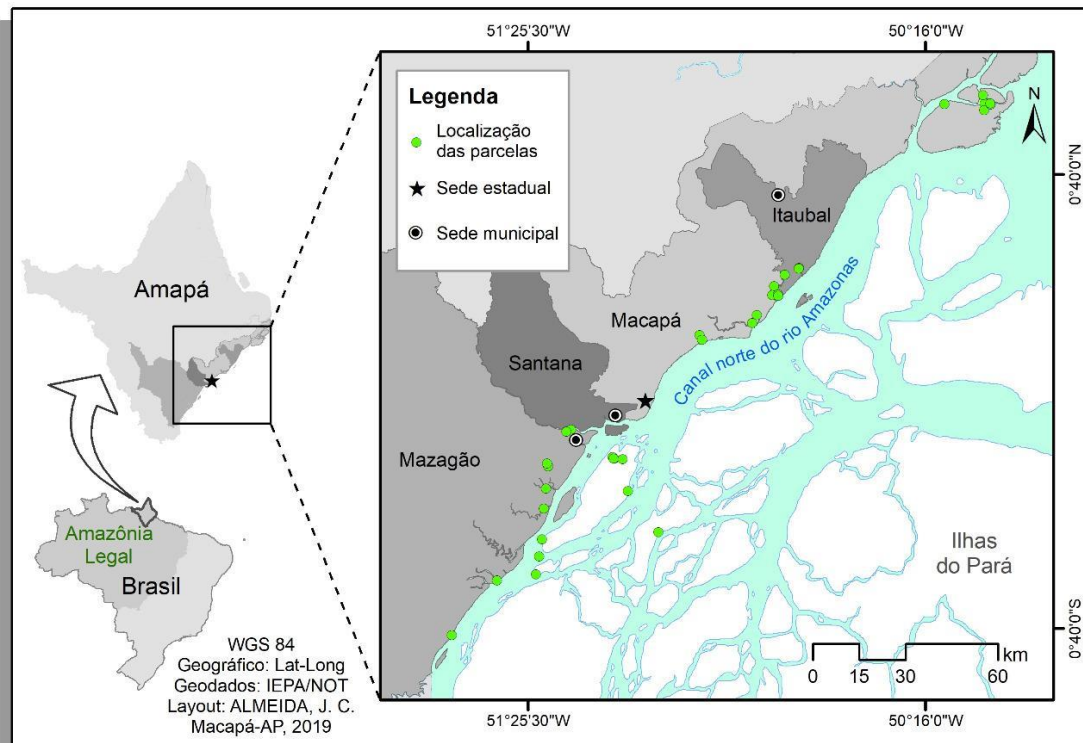 51°25'30"W
50°16'0"W
Legenda
Localização
das parcelas
Sede estadual
Sede municipal
N
0°40'0"N
Itaubal
Macapá
Canal norte do rio Amazonas
Santana
Mazagão
Ilhas
do Pará
0°40'0"S
km
0 15 30 60
51°25'30"W
50°16'0"W
Amapá
Amazônia
Legal
Brasil
WGS 84
Geográfico: Lat-Long
Geodados: IEPA/NOT
Layout: ALMEIDA, J. C.
Macapá-AP, 2019